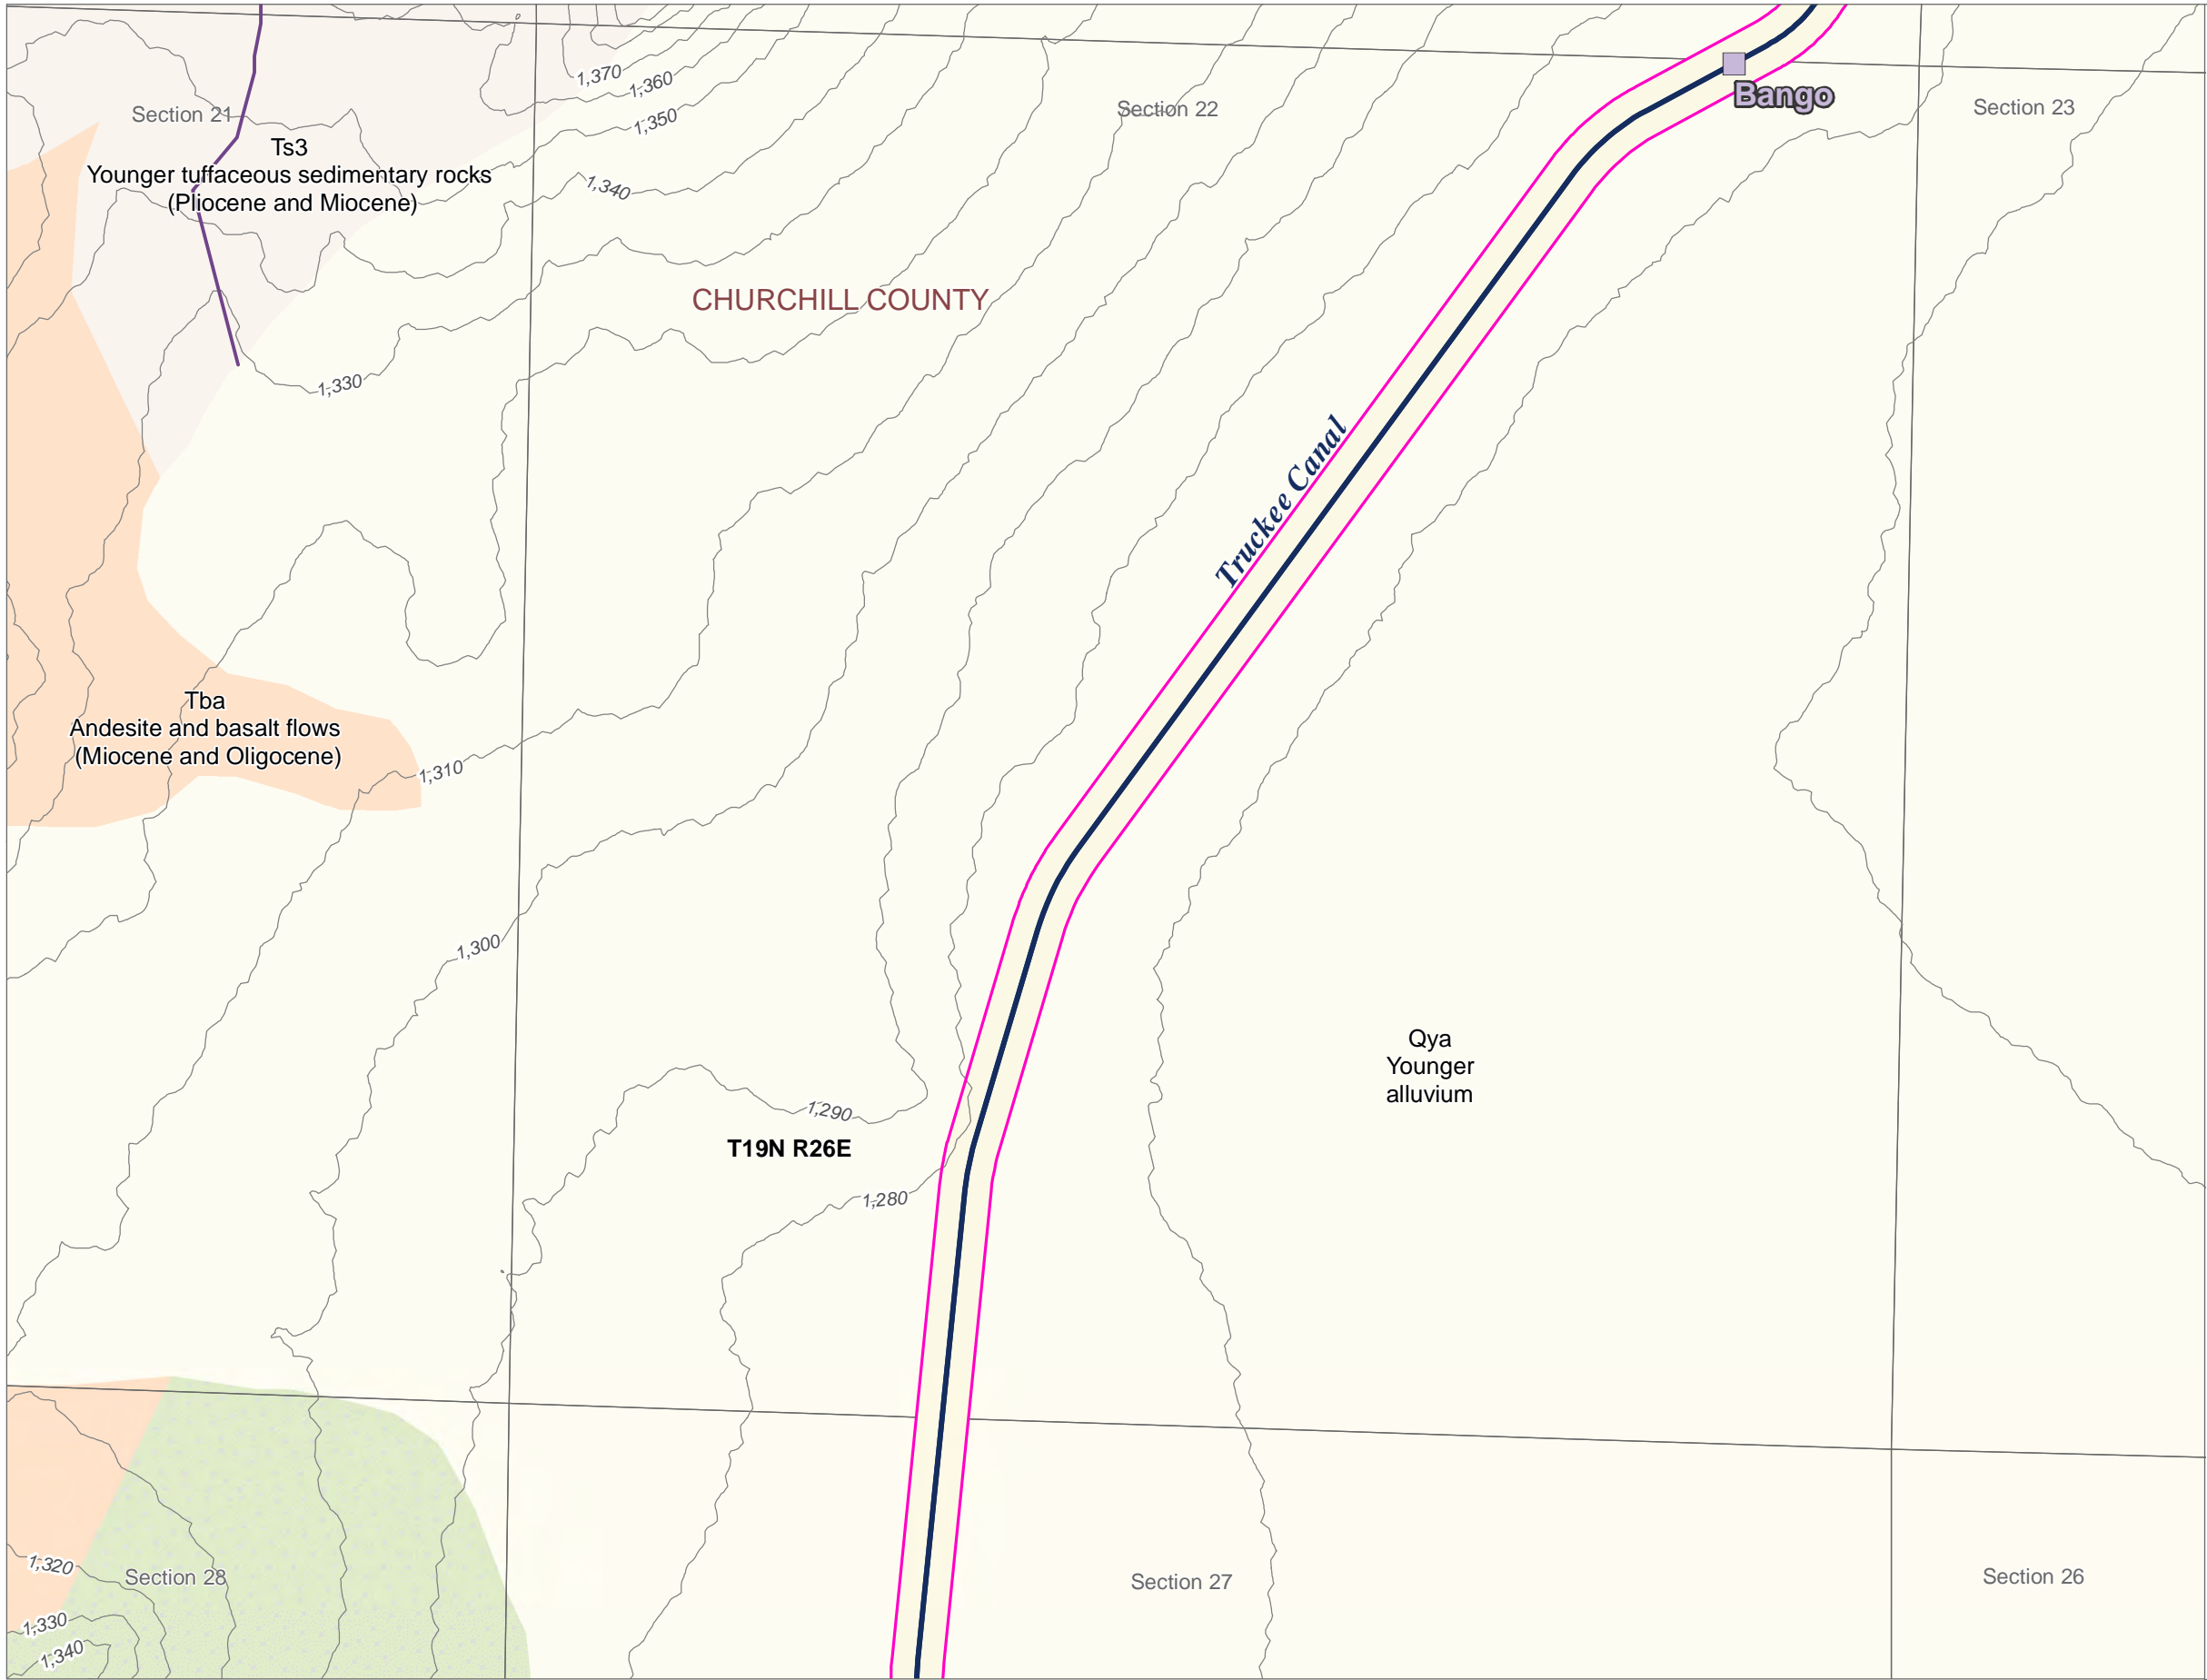 1,370
1,360
1,350
Section 21
Section 22
Bango
Section 23
Ts3
Younger tuffaceous sedimentary rocks
(Pliocene and Miocene)
1,340
CHURCHILL COUNTY
1,330
Truckee Canal
Tba
Andesite and basalt flows
(Miocene and Oligocene)
1,310
1,300
Qya
Younger
alluvium
1,290
T19N R26E
1,280
1,320
Section 28
Section 27
Section 26
1,330
1,340